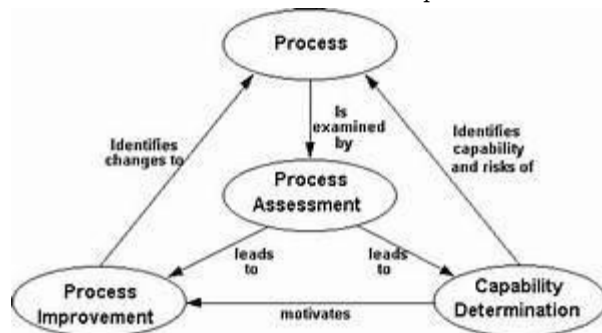 Process
Is
examined
by
Identifies
changes to
Identifies
capability
and risks of
Process
Assessment
leads
to
leads
to
Process
Improvement
motivates
Capability
Determination